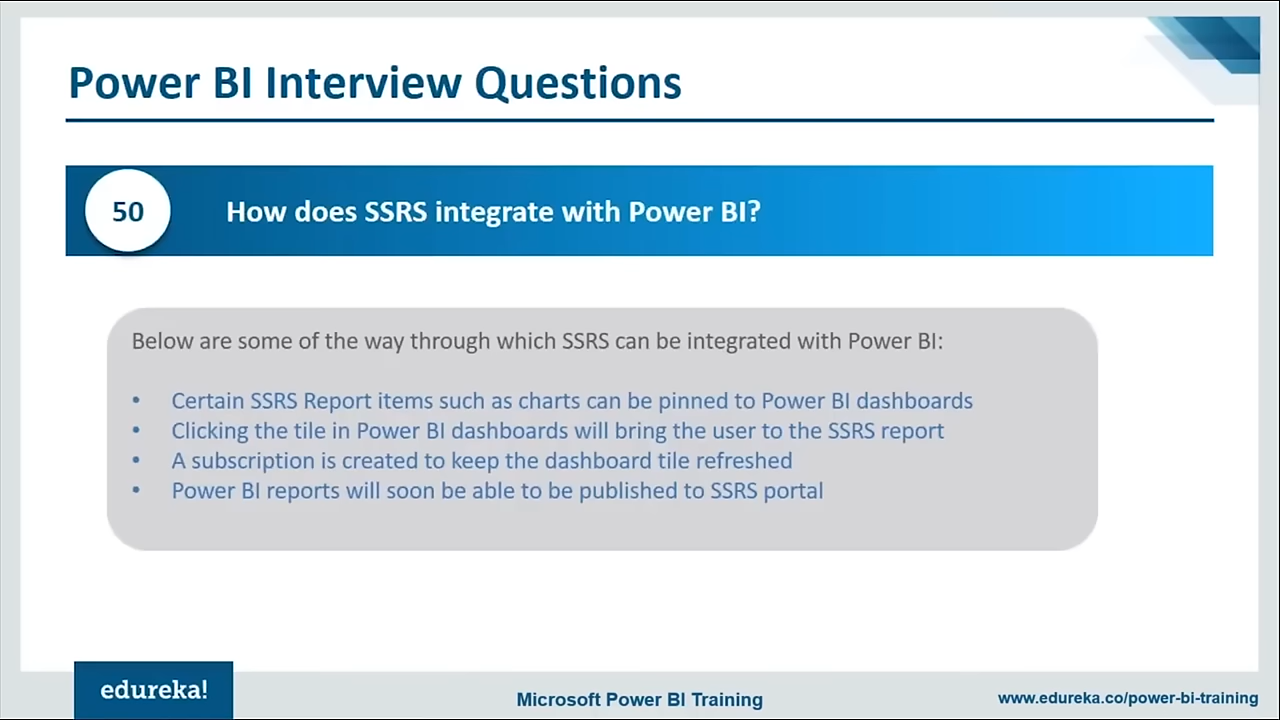 Power BI Interview Questions
50
How does SSRS integrate with Power BI?
Below are some of the way through which SSRS can be integrated with Power BI:
• Certain SSRS Report items such as charts can be pinned to Power BI dashboards
• Clicking the tile in Power BI dashboards will bring the user to the SSRS report
• A subscription is created to keep the dashboard tile refreshed
• Power BI reports will soon be able to be published to SSRS portal
edureka!
Microsoft Power BI Training
www.edureka.co/power-bi-training